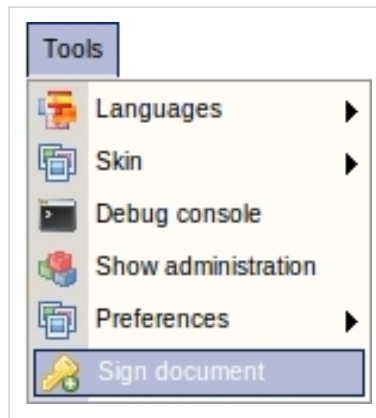 Tools
Languages
Skin
Debug console
Show administration
Preferences
Sign document